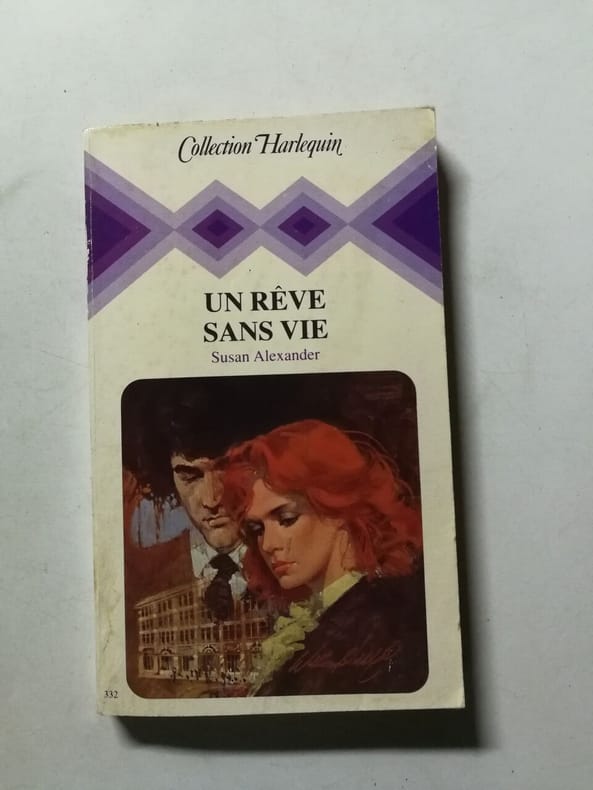 Collection Harlequin
UN RÊVE
SANS VIE
Susan Alexander
332